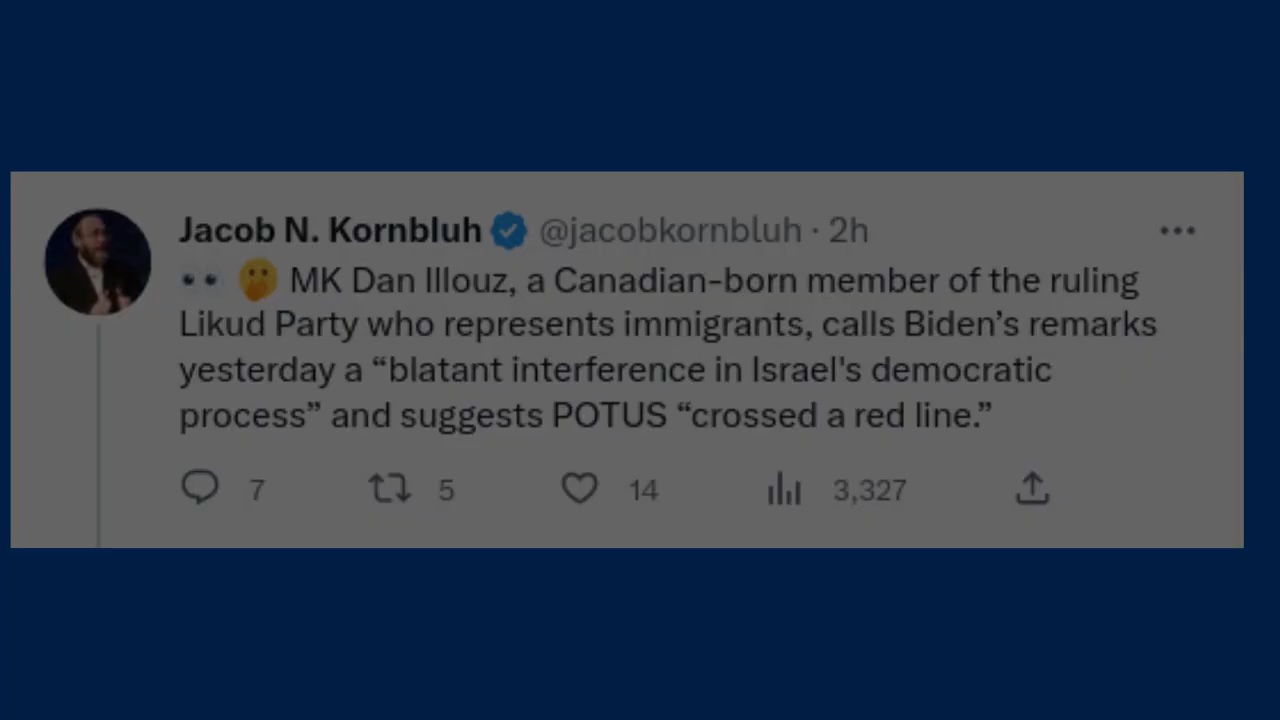 Jacob N. Kornbluh @jacobkornbluh · 2h
👀 🤫 MK Dan Illouz, a Canadian-born member of the ruling
Likud Party who represents immigrants, calls Biden’s remarks
yesterday a “blatant interference in Israel's democratic
process” and suggests POTUS “crossed a red line.”
7 5 14 3,327